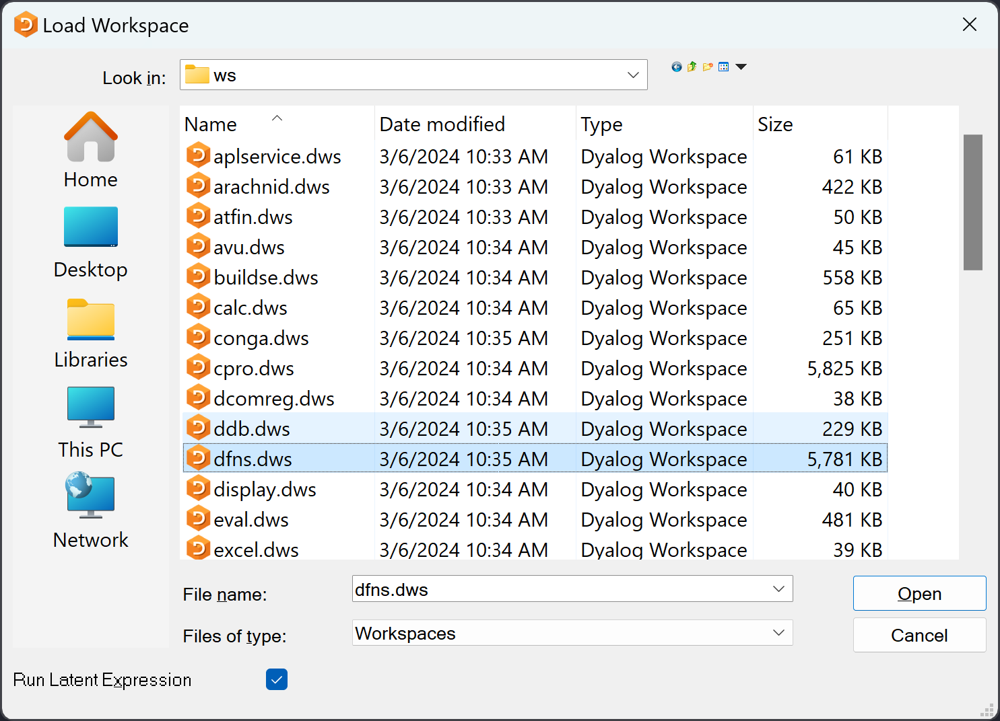 Load Workspace
Look in: ws
Name Date modified Type Size
aplservice.dws 3/6/2024 10:33 AM Dyalog Workspace 61 KB
arachnid.dws 3/6/2024 10:33 AM Dyalog Workspace 422 KB
atfin.dws 3/6/2024 10:33 AM Dyalog Workspace 50 KB
avu.dws 3/6/2024 10:34 AM Dyalog Workspace 45 KB
buildse.dws 3/6/2024 10:34 AM Dyalog Workspace 558 KB
calc.dws 3/6/2024 10:34 AM Dyalog Workspace 65 KB
conga.dws 3/6/2024 10:35 AM Dyalog Workspace 251 KB
cpro.dws 3/6/2024 10:34 AM Dyalog Workspace 5,825 KB
dcomreg.dws 3/6/2024 10:34 AM Dyalog Workspace 38 KB
ddb.dws 3/6/2024 10:35 AM Dyalog Workspace 229 KB
dfns.dws 3/6/2024 10:35 AM Dyalog Workspace 5,781 KB
display.dws 3/6/2024 10:34 AM Dyalog Workspace 40 KB
eval.dws 3/6/2024 10:34 AM Dyalog Workspace 481 KB
excel.dws 3/6/2024 10:34 AM Dyalog Workspace 39 KB
Home
Desktop
Libraries
This PC
Network
File name: dfns.dws
Open
Files of type: Workspaces
Cancel
Run Latent Expression